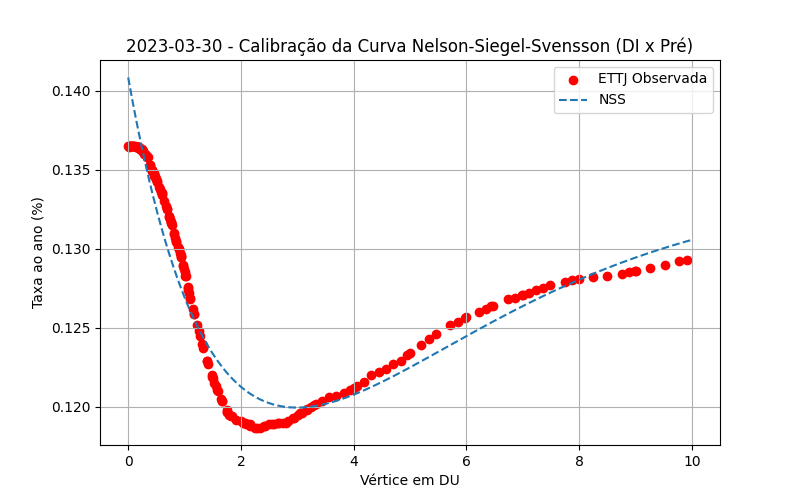 2023-03-30 - Calibração da Curva Nelson-Siegel-Svensson (DI x Pré)
ETTJ Observada
NSS
Taxa ao ano (%)
0.140
0.135
0.130
0.125
0.120
0 2 4 6 8 10
Vértice em DU